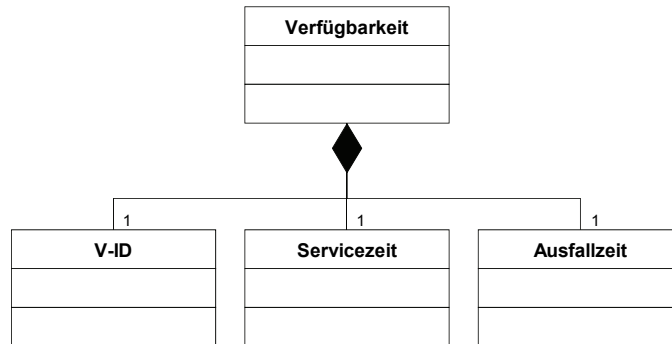 Verfügbarkeit
1
1
1
V-ID
Servicezeit
Ausfallzeit